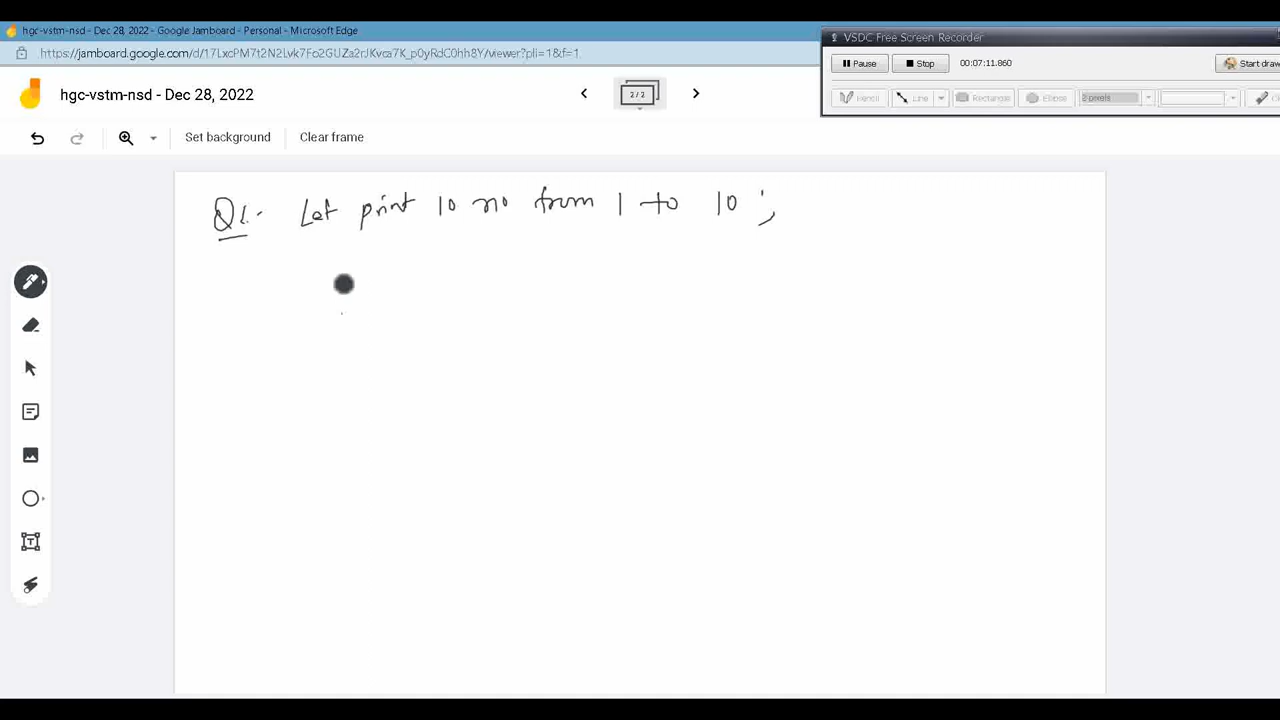 hgc-vstm-nsd - Dec 28, 2022 - Google Jamboard - Personal - Microsoft Edge
https://jamboard.google.com/d/17LxcPM7t2N2Lvk7Fo2GUZa2rJKvca7K_p0yRdC0hh8Y/viewer?pli=1&f=1
VSDC Free Screen Recorder
Pause Stop 00:07:11.860 Start draw
Pencil Line Rectangle Ellipse 2 pixels
hgc-vstm-nsd - Dec 28, 2022
2 / 2
Set background Clear frame
Q1:- Let print 10 no from 1 to 10 ;